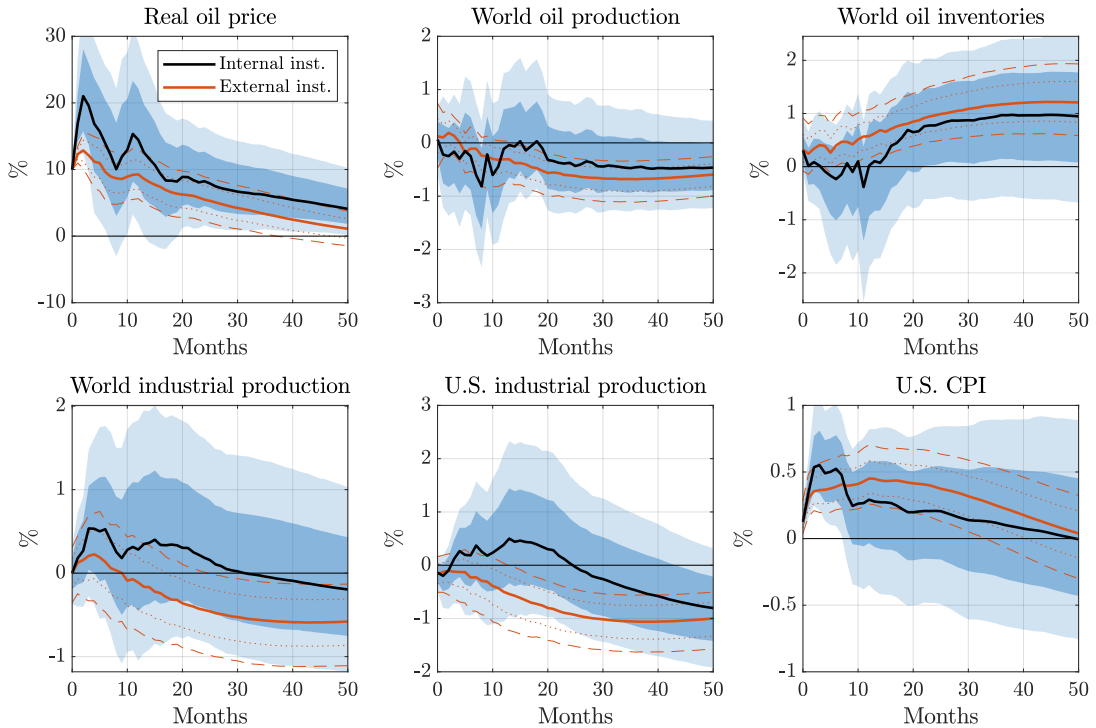 Real oil price
World oil production
World oil inventories
30
20
10
0
-10
%
Internal inst.
External inst.
0 10 20 30 40 50
Months
2
1
0
-1
-2
-3
%
0 10 20 30 40 50
Months
2
1
0
-1
-2
%
0 10 20 30 40 50
Months
World industrial production
U.S. industrial production
U.S. CPI
2
1
0
-1
%
0 10 20 30 40 50
Months
3
2
1
0
-1
-2
%
0 10 20 30 40 50
Months
1
0.5
0
-0.5
-1
%
0 10 20 30 40 50
Months